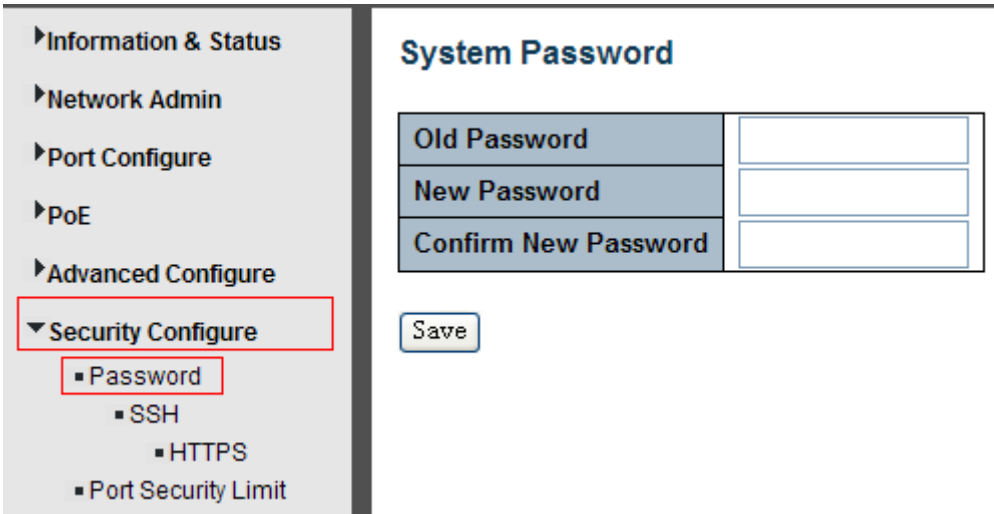 Information & Status
Network Admin
Port Configure
PoE
Advanced Configure
Security Configure
Password
SSH
HTTPS
Port Security Limit
System Password
Old Password
New Password
Confirm New Password
Save